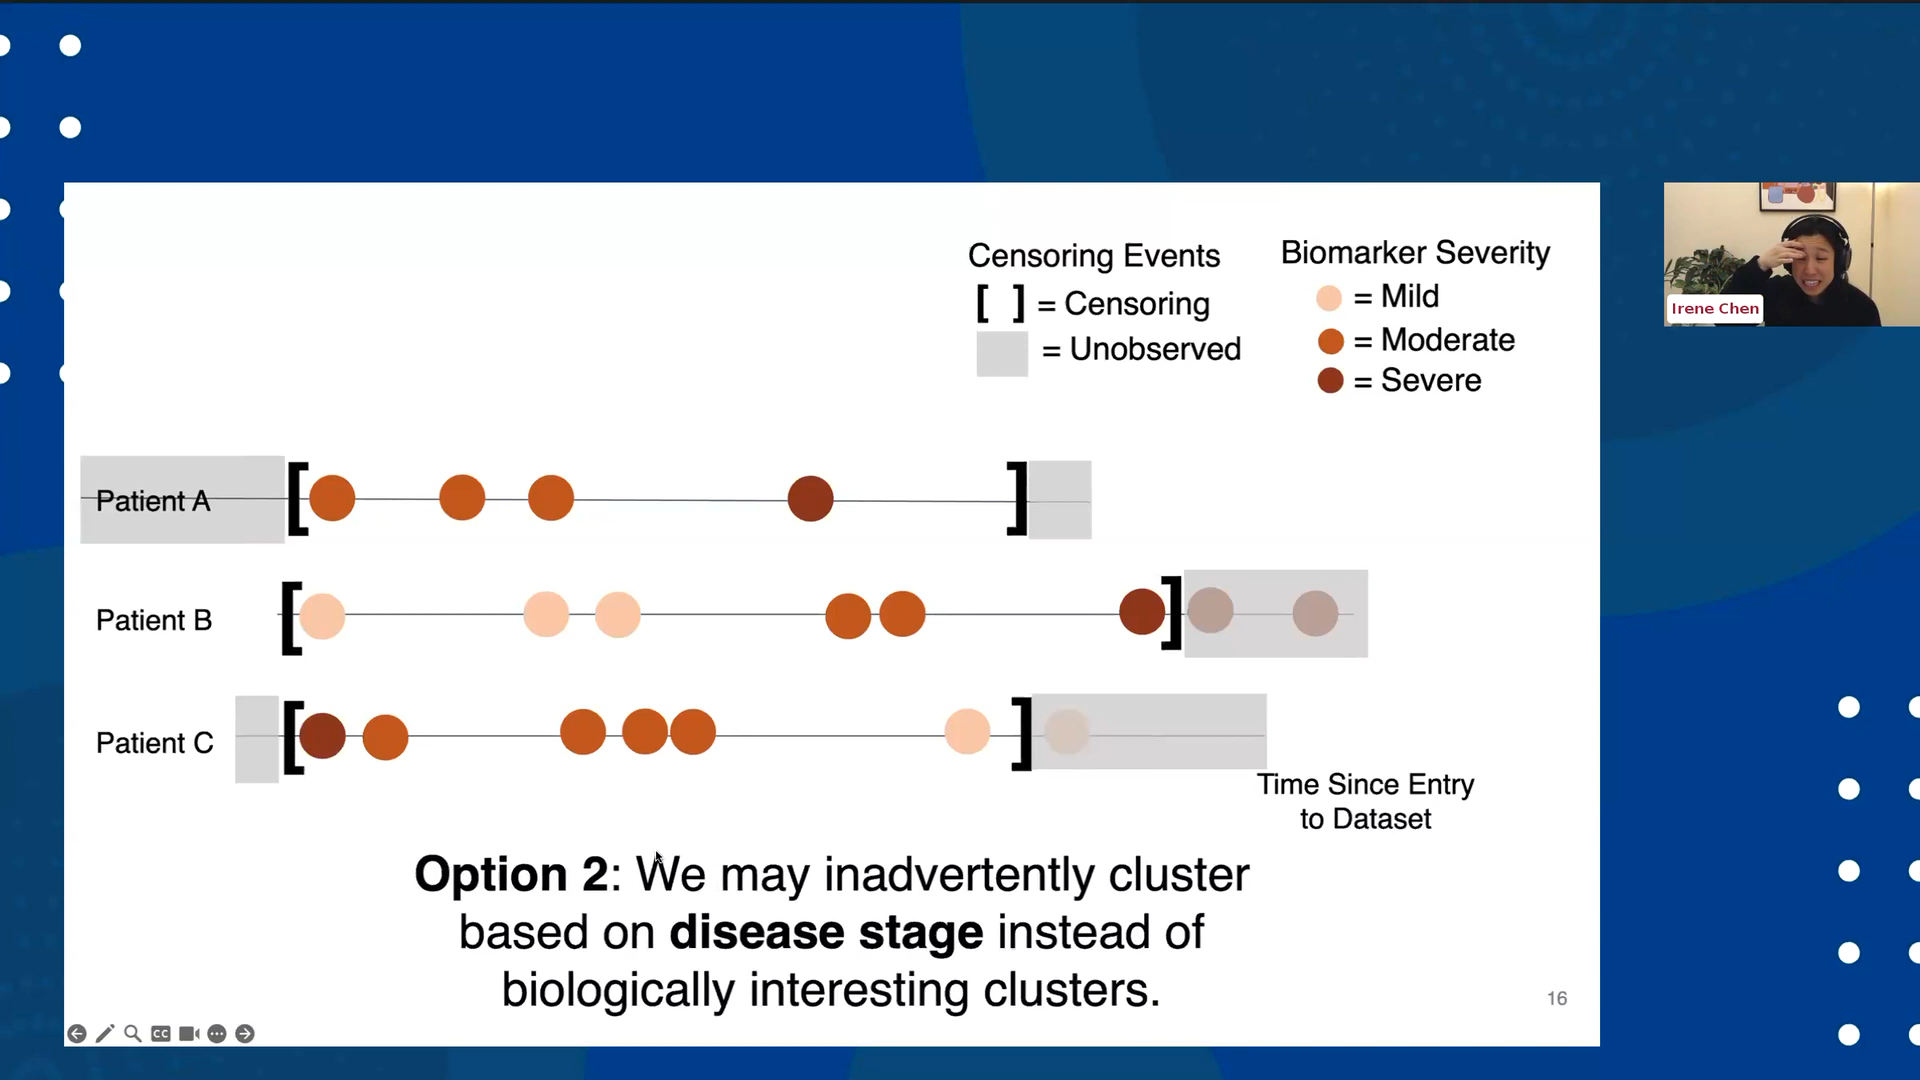 Censoring Events
[ ] = Censoring
= Unobserved
Biomarker Severity
= Mild
= Moderate
= Severe
Irene Chen
Patient A
[ ]
Patient B
[ ]
Patient C
[ ]
Time Since Entry
to Dataset
Option 2: We may inadvertently cluster
based on disease stage instead of
biologically interesting clusters.
16
CC